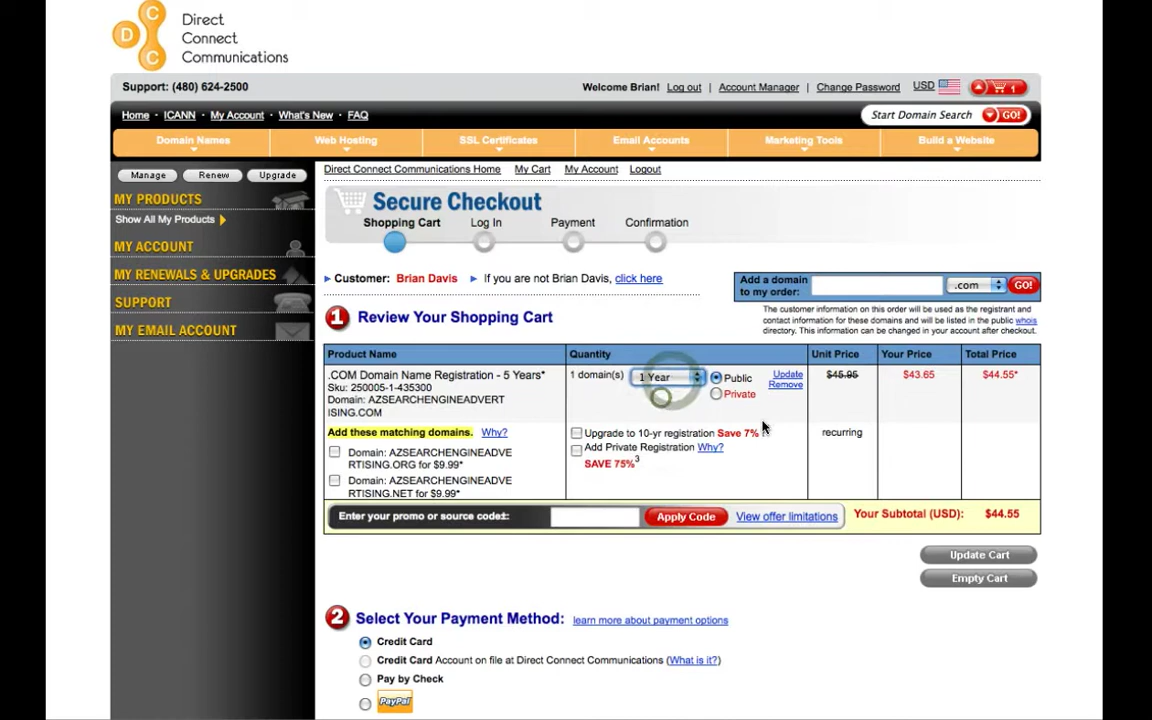 D C C
Direct
Connect
Communications
Support: (480) 624-2500
Welcome Brian! | Log out | Account Manager | Change Password USD 1
Home · ICANN · My Account · What's New · FAQ
Start Domain Search GO!
Domain Names Web Hosting SSL Certificates Email Accounts Marketing Tools Build a Website
Manage Renew Upgrade
MY PRODUCTS
Show All My Products
MY ACCOUNT
MY RENEWALS & UPGRADES
SUPPORT
MY EMAIL ACCOUNT
Direct Connect Communications Home | My Cart | My Account | Logout
Secure Checkout
Shopping Cart Log In Payment Confirmation
Customer: Brian Davis If you are not Brian Davis, click here
Add a domain
to my order: .com GO!
The customer information on this order will be used as the registrant and
contact information for these domains and will be listed in the public whois
directory. This information can be changed in your account after checkout.
1 Review Your Shopping Cart
Product Name Quantity Unit Price Your Price Total Price
.COM Domain Name Registration - 5 Years*
Sku: 250005-1-435300
Domain: AZSEARCHENGINEADVERT
ISING.COM
1 domain(s) 1 Year Public Update
Private Remove
$45.95 $43.65 $44.55*
Add these matching domains. Why?
Domain: AZSEARCHENGINEADVE
RTISING.ORG for $9.99*
Domain: AZSEARCHENGINEADVE
RTISING.NET for $9.99*
Upgrade to 10-yr registration Save 7%
Add Private Registration Why?
SAVE 75%3
recurring
Enter your promo or source code‡: Apply Code View offer limitations Your Subtotal (USD): $44.55
Update Cart
Empty Cart
2 Select Your Payment Method: learn more about payment options
Credit Card
Credit Card Account on file at Direct Connect Communications (What is it?)
Pay by Check
PayPal